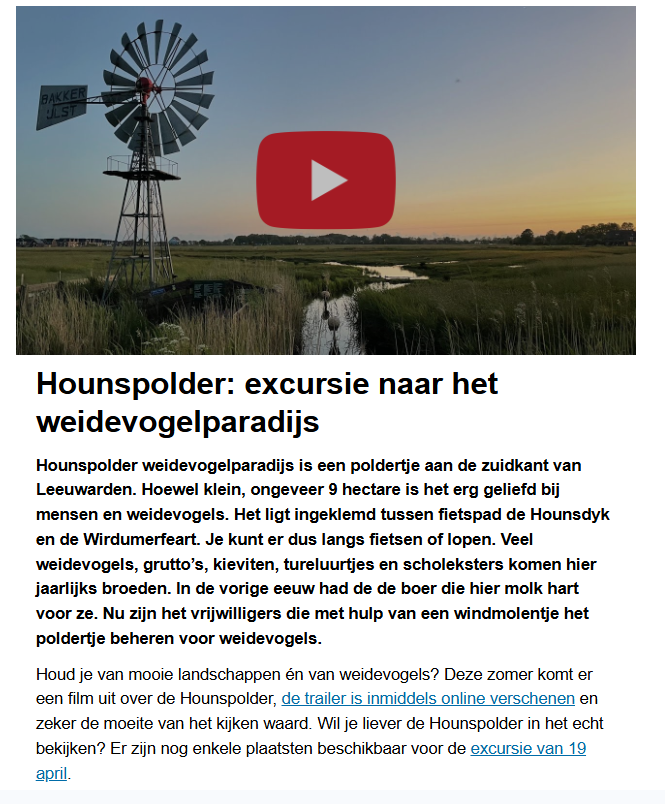 BAKKER
IJLST
Hounspolder: excursie naar het
weidevogelparadijs
Hounspolder weidevogelparadijs is een poldertje aan de zuidkant van
Leeuwarden. Hoewel klein, ongeveer 9 hectare is het erg geliefd bij
mensen en weidevogels. Het ligt ingeklemd tussen fietspad de Hounsdyk
en de Wirdumerfeart. Je kunt er dus langs fietsen of lopen. Veel
weidevogels, grutto’s, kieviten, tureluurtjes en scholeksters komen hier
jaarlijks broeden. In de vorige eeuw had de de boer die hier molk hart
voor ze. Nu zijn het vrijwilligers die met hulp van een windmolentje het
poldertje beheren voor weidevogels.
Houd je van mooie landschappen én van weidevogels? Deze zomer komt er
een film uit over de Hounspolder, de trailer is inmiddels online verschenen en
zeker de moeite van het kijken waard. Wil je liever de Hounspolder in het echt
bekijken? Er zijn nog enkele plaatsten beschikbaar voor de excursie van 19
april.